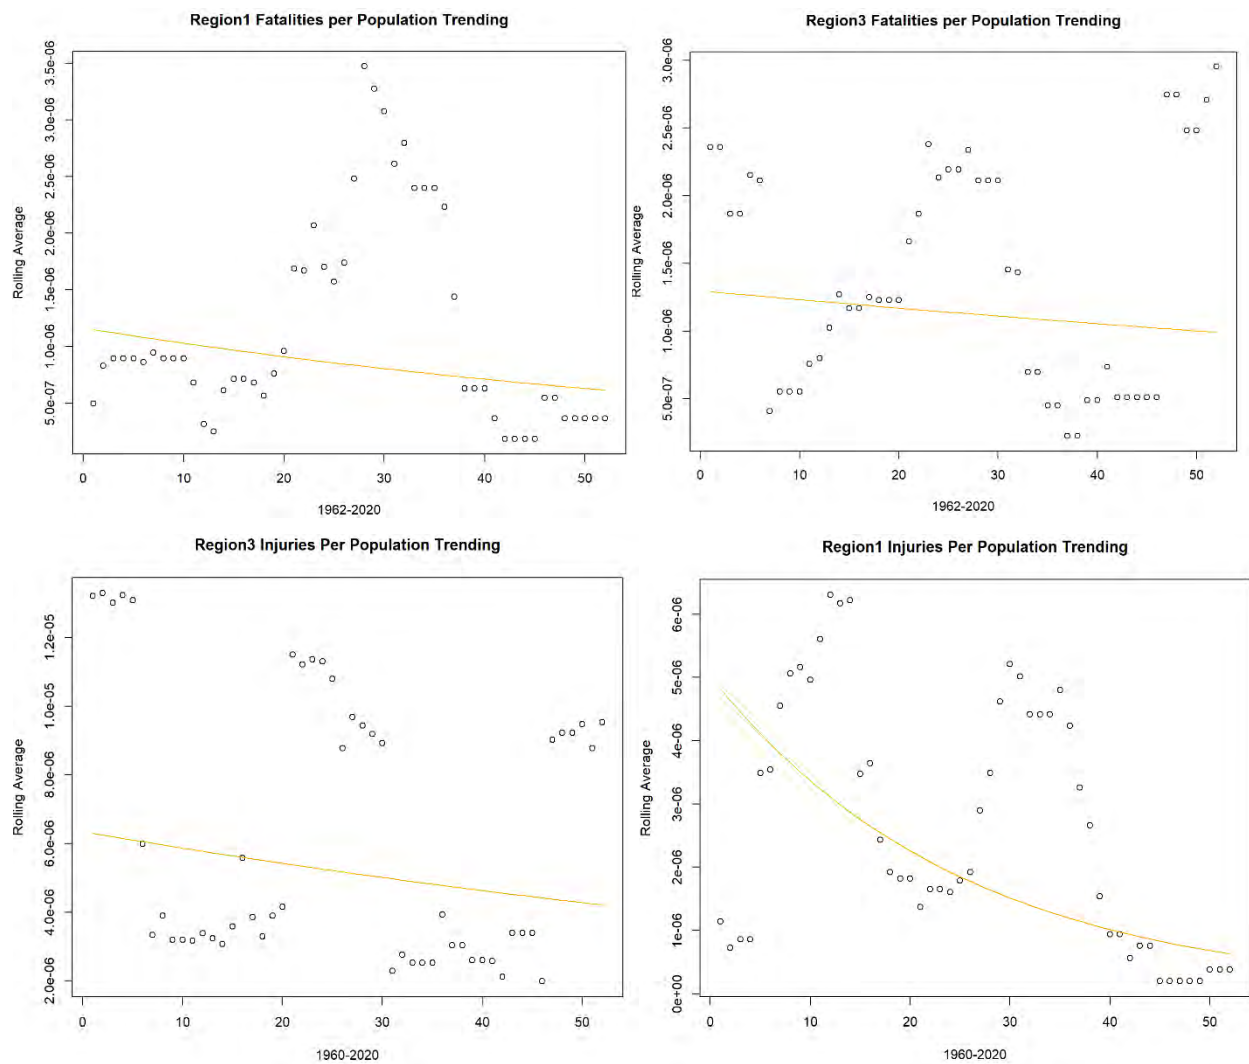 Region1 Fatalities per Population Trending
Rolling Average
3.5e-06
3.0e-06
2.5e-06
2.0e-06
1.5e-06
1.0e-06
5.0e-07
0 10 20 30 40 50
1962-2020
Region3 Fatalities per Population Trending
Rolling Average
3.0e-06
2.5e-06
2.0e-06
1.5e-06
1.0e-06
5.0e-07
0 10 20 30 40 50
1962-2020
Region3 Injuries Per Population Trending
Rolling Average
1.2e-05
1.0e-05
8.0e-06
6.0e-06
4.0e-06
2.0e-06
0 10 20 30 40 50
1960-2020
Region1 Injuries Per Population Trending
Rolling Average
6e-06
5e-06
4e-06
3e-06
2e-06
1e-06
0e+00
0 10 20 30 40 50
1960-2020